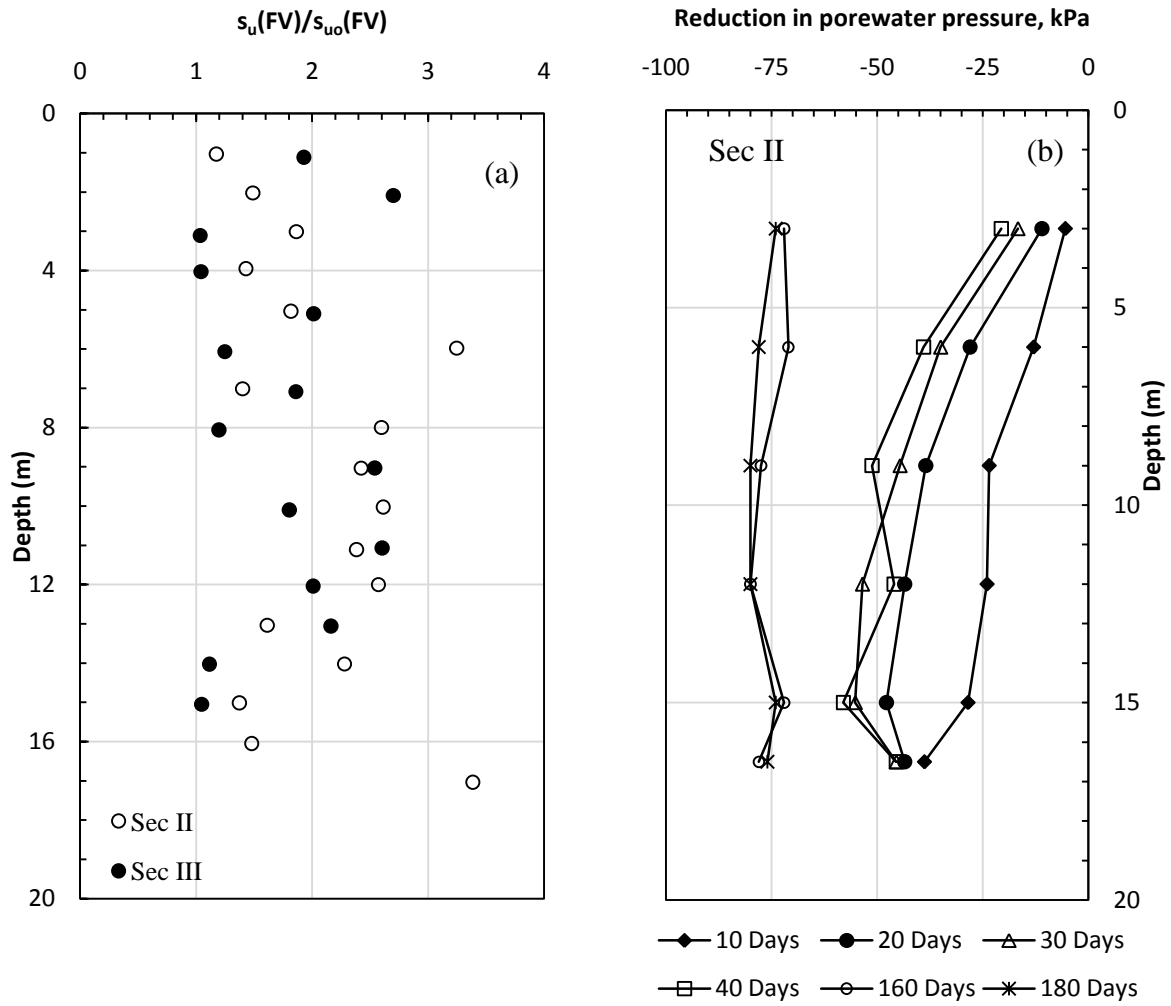 s_u(FV)/s_uo(FV)
0 1 2 3 4
0
4
8
12
16
20
Depth (m)
(a)
Sec II
Sec III
Reduction in porewater pressure, kPa
-100 -75 -50 -25 0
0
5
10
15
20
Depth (m)
Sec II (b)
10 Days 20 Days 30 Days
40 Days 160 Days 180 Days